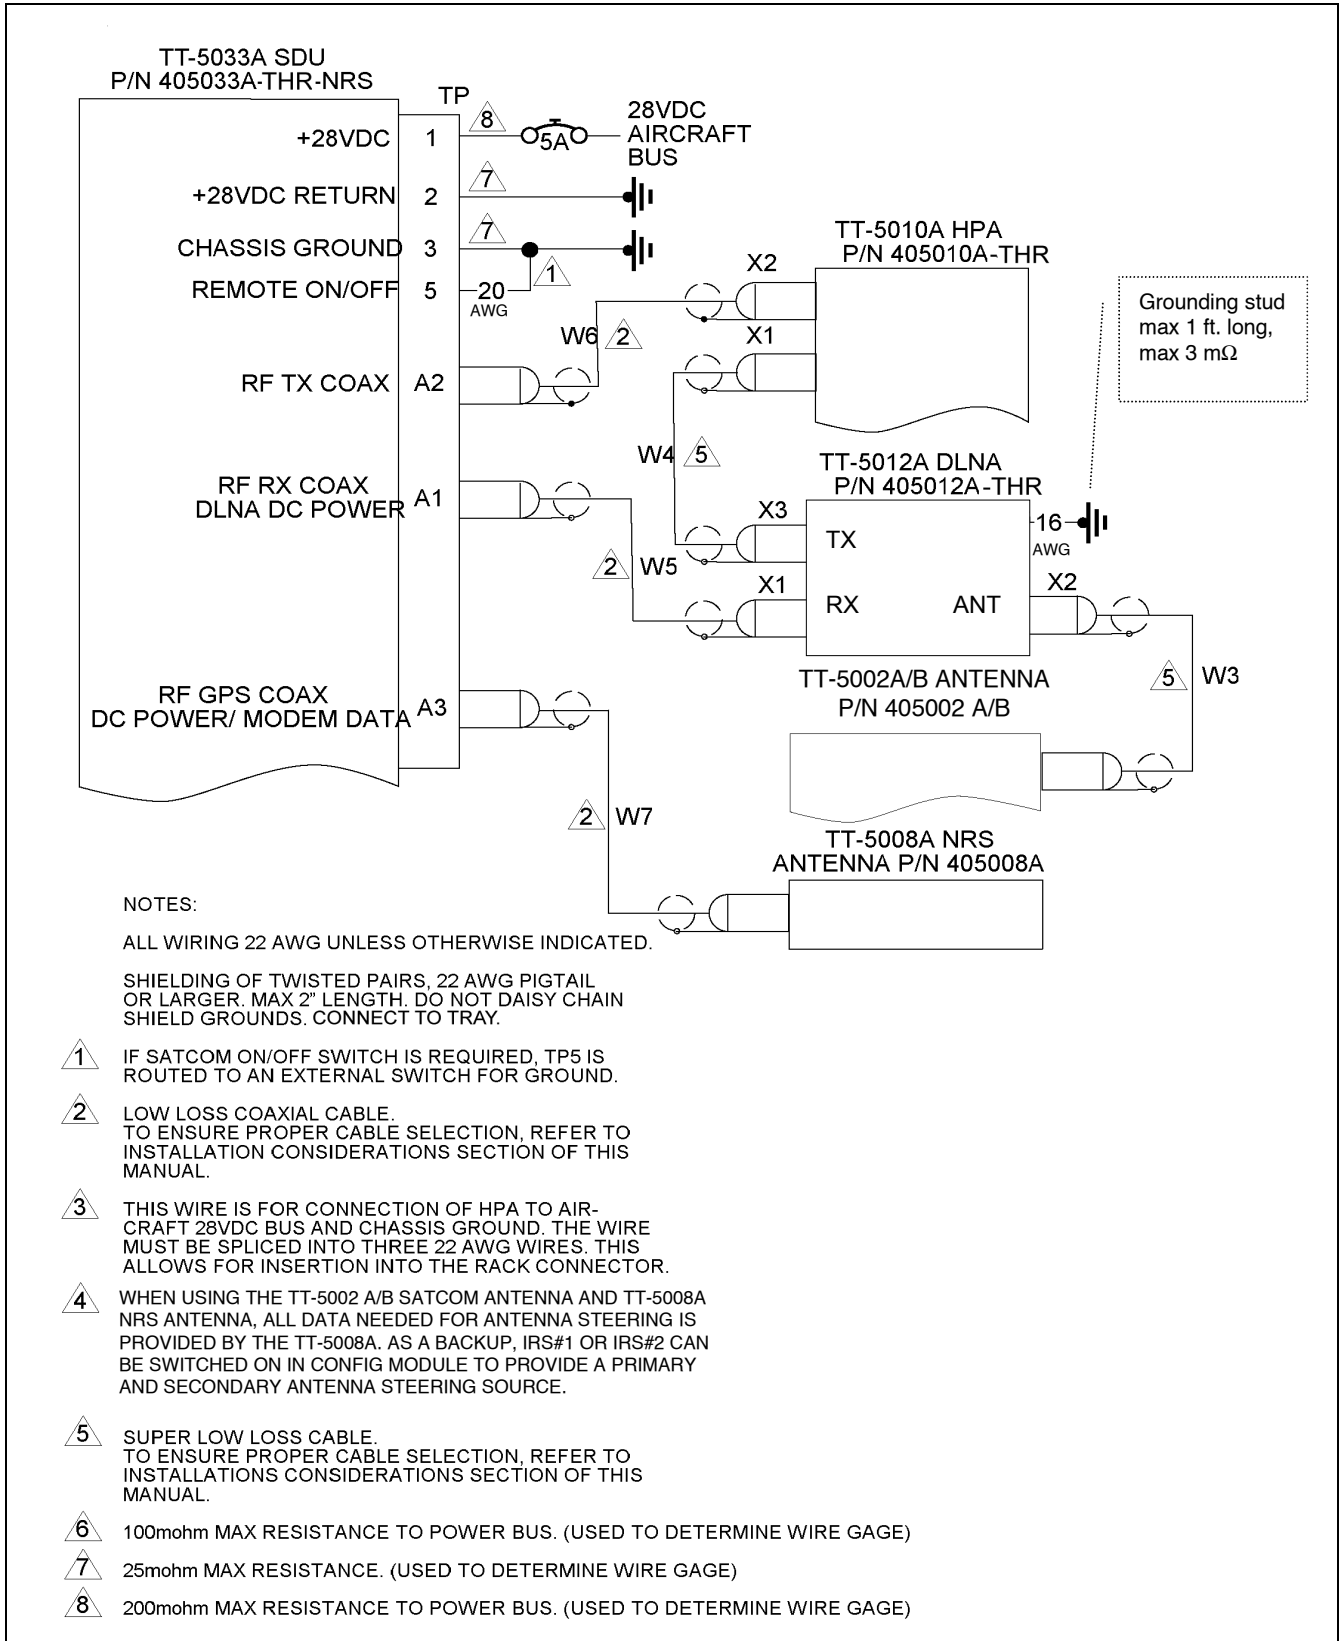 TT-5033A SDU
P/N 405033A-THR-NRS
TP
+28VDC
1
8
5A
28VDC
AIRCRAFT
BUS
+28VDC RETURN
2
7
CHASSIS GROUND
3
7
1
REMOTE ON/OFF
5
20
AWG
TT-5010A HPA
P/N 405010A-THR
X2
X1
W6
2
Grounding stud
max 1 ft. long,
max 3 mΩ
RF TX COAX
A2
W4
5
TT-5012A DLNA
P/N 405012A-THR
RF RX COAX
DLNA DC POWER
A1
X3
TX
16
AWG
2
W5
X1
RX
ANT
X2
5
W3
TT-5002A/B ANTENNA
P/N 405002 A/B
RF GPS COAX
DC POWER/ MODEM DATA
A3
2
W7
TT-5008A NRS
ANTENNA P/N 405008A
NOTES:
ALL WIRING 22 AWG UNLESS OTHERWISE INDICATED.
SHIELDING OF TWISTED PAIRS, 22 AWG PIGTAIL
OR LARGER. MAX 2" LENGTH. DO NOT DAISY CHAIN
SHIELD GROUNDS. CONNECT TO TRAY.
1 IF SATCOM ON/OFF SWITCH IS REQUIRED, TP5 IS
ROUTED TO AN EXTERNAL SWITCH FOR GROUND.
2 LOW LOSS COAXIAL CABLE.
TO ENSURE PROPER CABLE SELECTION, REFER TO
INSTALLATION CONSIDERATIONS SECTION OF THIS
MANUAL.
3 THIS WIRE IS FOR CONNECTION OF HPA TO AIR-
CRAFT 28VDC BUS AND CHASSIS GROUND. THE WIRE
MUST BE SPLICED INTO THREE 22 AWG WIRES. THIS
ALLOWS FOR INSERTION INTO THE RACK CONNECTOR.
4 WHEN USING THE TT-5002 A/B SATCOM ANTENNA AND TT-5008A
NRS ANTENNA, ALL DATA NEEDED FOR ANTENNA STEERING IS
PROVIDED BY THE TT-5008A. AS A BACKUP, IRS#1 OR IRS#2 CAN
BE SWITCHED ON IN CONFIG MODULE TO PROVIDE A PRIMARY
AND SECONDARY ANTENNA STEERING SOURCE.
5 SUPER LOW LOSS CABLE.
TO ENSURE PROPER CABLE SELECTION, REFER TO
INSTALLATIONS CONSIDERATIONS SECTION OF THIS
MANUAL.
6 100mohm MAX RESISTANCE TO POWER BUS. (USED TO DETERMINE WIRE GAGE)
7 25mohm MAX RESISTANCE. (USED TO DETERMINE WIRE GAGE)
8 200mohm MAX RESISTANCE TO POWER BUS. (USED TO DETERMINE WIRE GAGE)